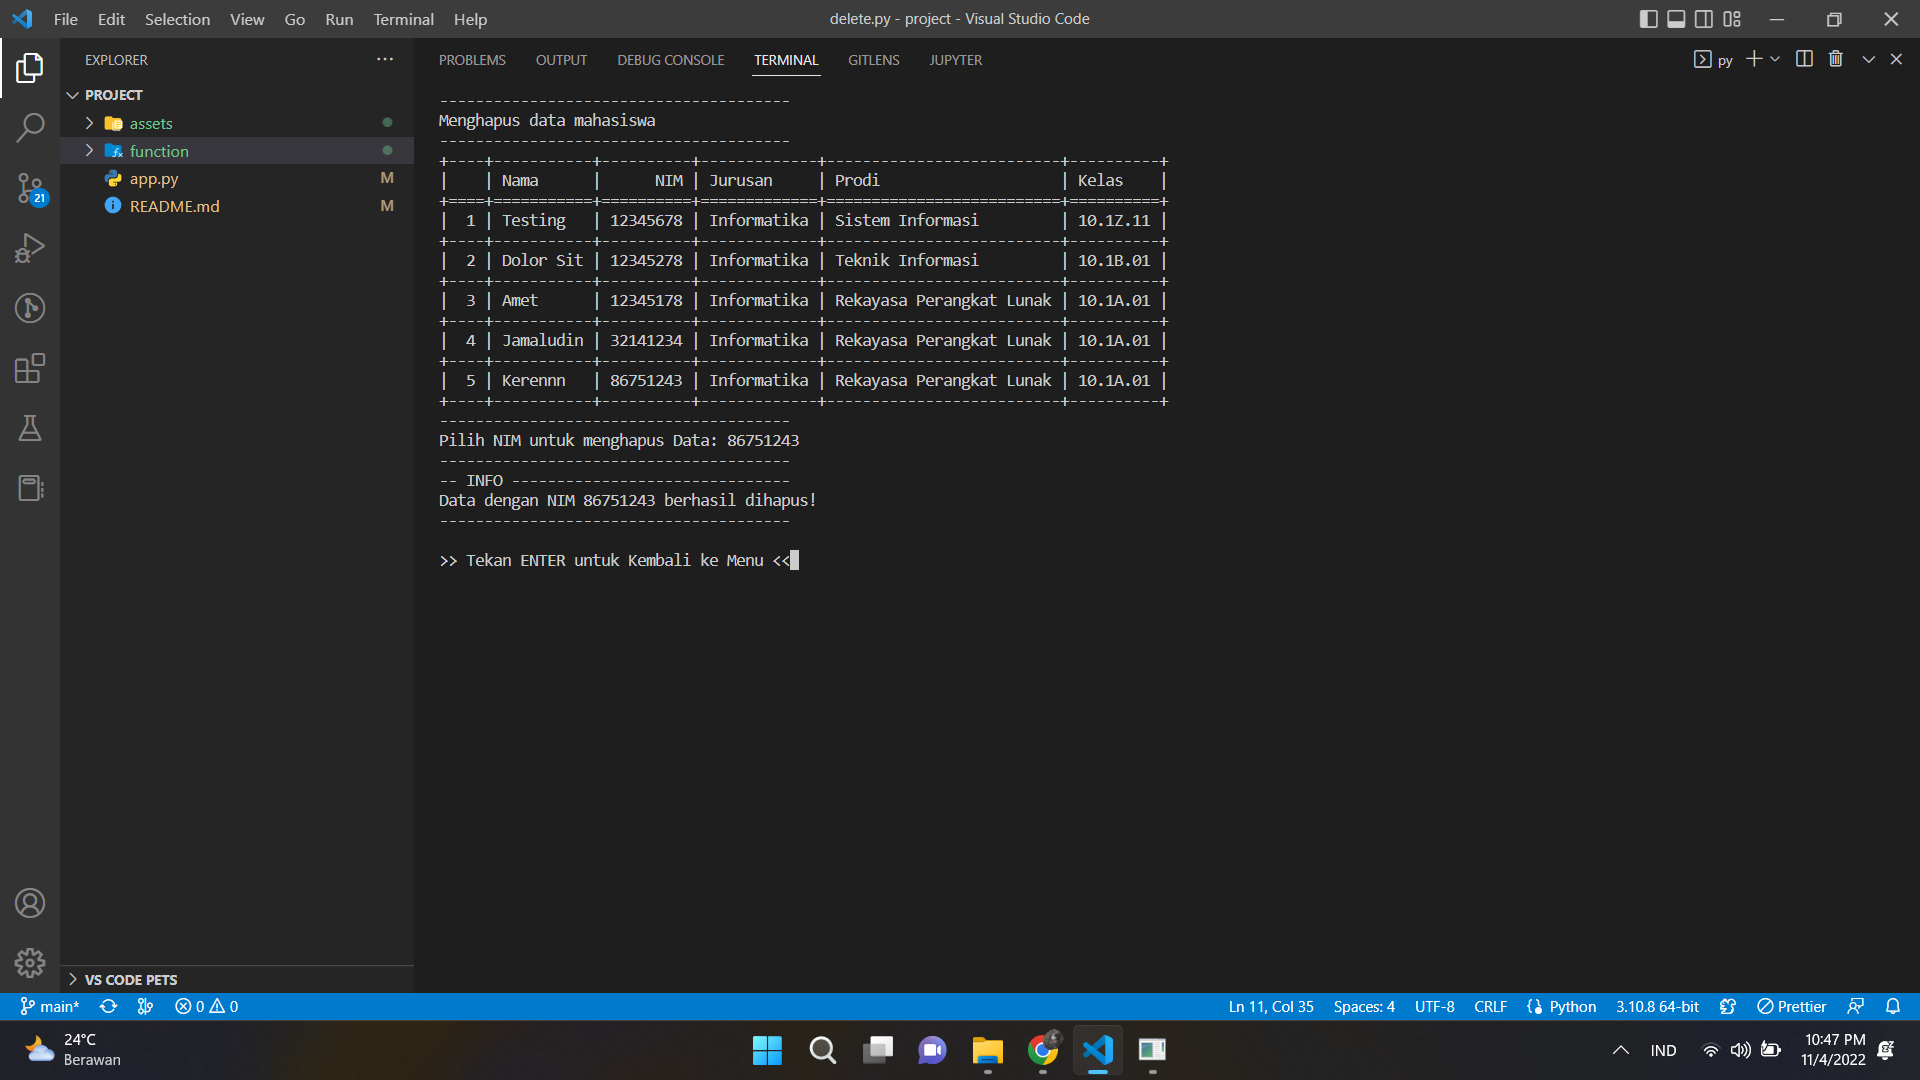 File Edit Selection View Go Run Terminal Help
delete.py - project - Visual Studio Code
EXPLORER
PROJECT
assets
function
app.py M
README.md M
21
VS CODE PETS
PROBLEMS OUTPUT DEBUG CONSOLE TERMINAL GITLENS JUPYTER
py
---------------------------------------
Menghapus data mahasiswa
---------------------------------------
+----+-----------+----------+-------------+--------------------------+----------+
|    | Nama      |      NIM | Jurusan     | Prodi                    | Kelas    |
+====+===========+==========+=============+==========================+==========+
|  1 | Testing   | 12345678 | Informatika | Sistem Informasi         | 10.1Z.11 |
+----+-----------+----------+-------------+--------------------------+----------+
|  2 | Dolor Sit | 12345278 | Informatika | Teknik Informasi         | 10.1B.01 |
+----+-----------+----------+-------------+--------------------------+----------+
|  3 | Amet      | 12345178 | Informatika | Rekayasa Perangkat Lunak | 10.1A.01 |
+----+-----------+----------+-------------+--------------------------+----------+
|  4 | Jamaludin | 32141234 | Informatika | Rekayasa Perangkat Lunak | 10.1A.01 |
+----+-----------+----------+-------------+--------------------------+----------+
|  5 | Kerennn   | 86751243 | Informatika | Rekayasa Perangkat Lunak | 10.1A.01 |
+----+-----------+----------+-------------+--------------------------+----------+
---------------------------------------
Pilih NIM untuk menghapus Data: 86751243
---------------------------------------
-- INFO -------------------------------
Data dengan NIM 86751243 berhasil dihapus!
---------------------------------------
>> Tekan ENTER untuk Kembali ke Menu <<
main* 0 0
Ln 11, Col 35 Spaces: 4 UTF-8 CRLF Python 3.10.8 64-bit Prettier
24°C
Berawan
IND
10:47 PM
11/4/2022